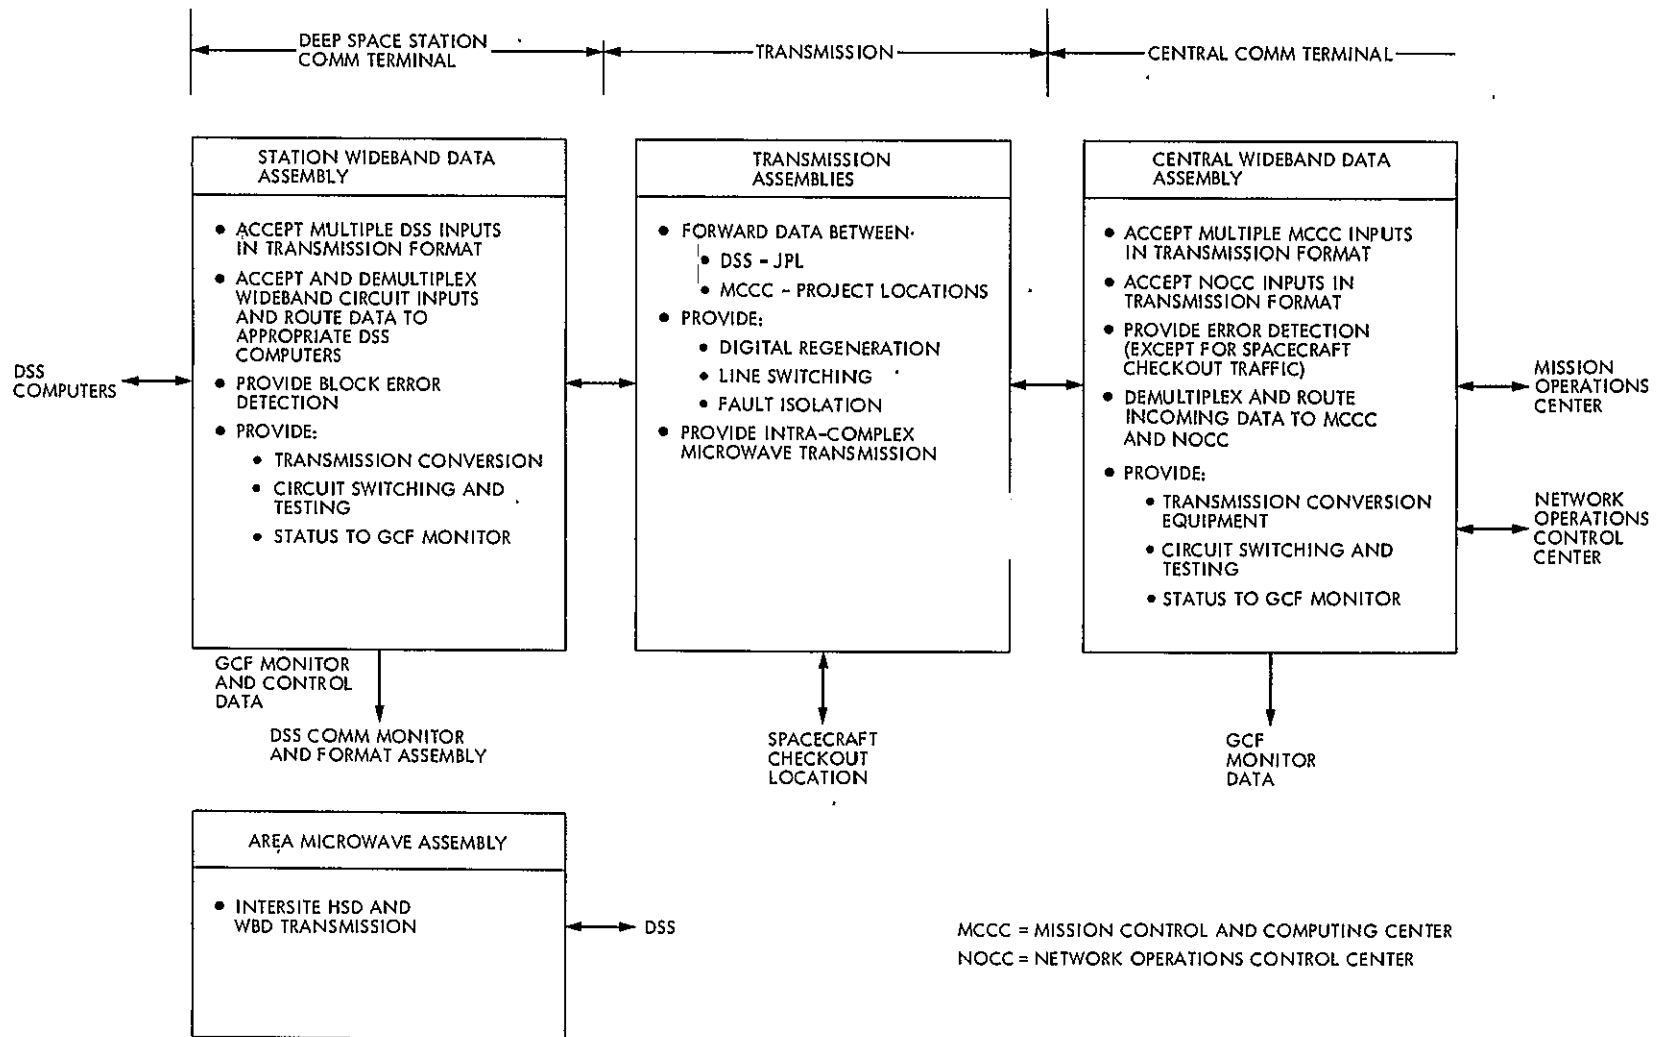 DEEP SPACE STATION
COMM TERMINAL
TRANSMISSION
CENTRAL COMM TERMINAL
STATION WIDEBAND DATA
ASSEMBLY
• ACCEPT MULTIPLE DSS INPUTS
IN TRANSMISSION FORMAT
• ACCEPT AND DEMULTIPLEX
WIDEBAND CIRCUIT INPUTS
AND ROUTE DATA TO
APPROPRIATE DSS
COMPUTERS
• PROVIDE BLOCK ERROR
DETECTION
• PROVIDE:
• TRANSMISSION CONVERSION
• CIRCUIT SWITCHING AND
TESTING
• STATUS TO GCF MONITOR
DSS
COMPUTERS
GCF MONITOR
AND CONTROL
DATA
DSS COMM MONITOR
AND FORMAT ASSEMBLY
TRANSMISSION
ASSEMBLIES
• FORWARD DATA BETWEEN:
• DSS - JPL
• MCCC - PROJECT LOCATIONS
• PROVIDE:
• DIGITAL REGENERATION
• LINE SWITCHING
• FAULT ISOLATION
• PROVIDE INTRA-COMPLEX
MICROWAVE TRANSMISSION
SPACECRAFT
CHECKOUT
LOCATION
CENTRAL WIDEBAND DATA
ASSEMBLY
• ACCEPT MULTIPLE MCCC INPUTS
IN TRANSMISSION FORMAT
• ACCEPT NOCC INPUTS IN
TRANSMISSION FORMAT
• PROVIDE ERROR DETECTION
(EXCEPT FOR SPACECRAFT
CHECKOUT TRAFFIC)
• DEMULTIPLEX AND ROUTE
INCOMING DATA TO MCCC
AND NOCC
• PROVIDE:
• TRANSMISSION CONVERSION
EQUIPMENT
• CIRCUIT SWITCHING AND
TESTING
• STATUS TO GCF MONITOR
MISSION
OPERATIONS
CENTER
NETWORK
OPERATIONS
CONTROL
CENTER
GCF
MONITOR
DATA
AREA MICROWAVE ASSEMBLY
• INTERSITE HSD AND
WBD TRANSMISSION
DSS
MCCC = MISSION CONTROL AND COMPUTING CENTER
NOCC = NETWORK OPERATIONS CONTROL CENTER